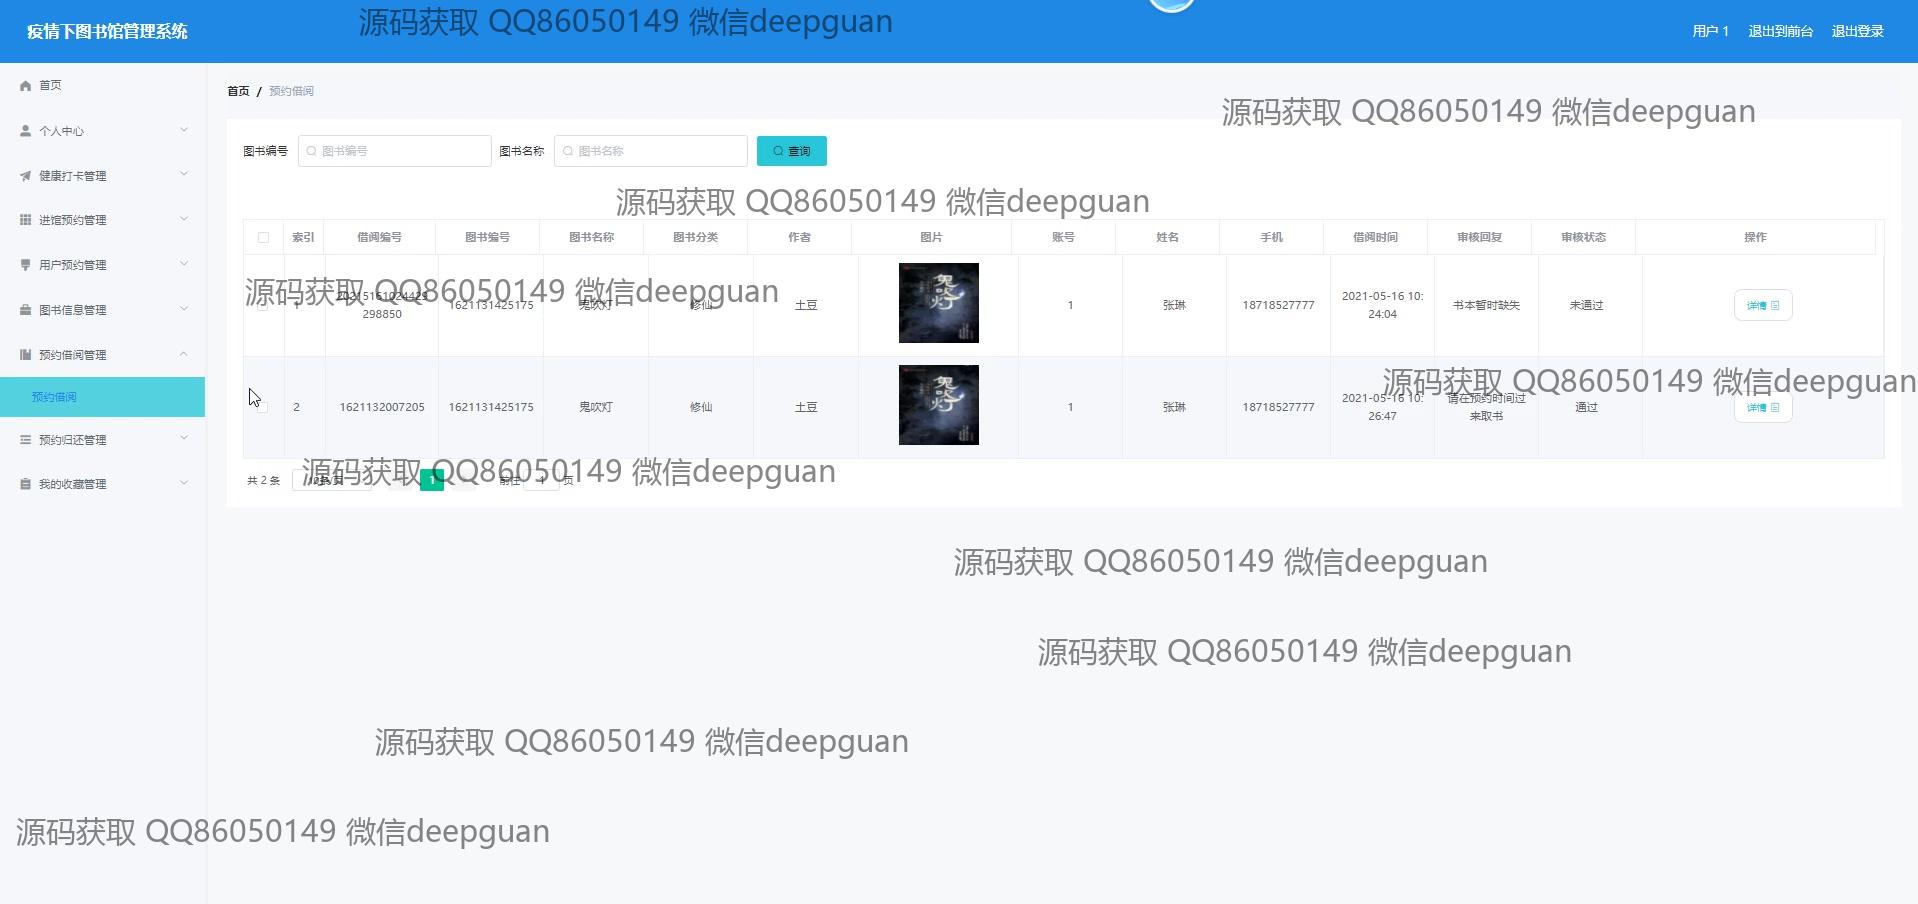 疫情下图书馆管理系统
源码获取 QQ86050149 微信deepguan
用户 1 退出到前台 退出登录
首页
个人中心
健康打卡管理
进馆预约管理
用户预约管理
图书信息管理
预约借阅管理
预约借阅
预约归还管理
我的收藏管理
首页 / 预约借阅
源码获取 QQ86050149 微信deepguan
图书编号 图书编号 图书名称 图书名称 查询
源码获取 QQ86050149 微信deepguan
索引 借阅编号 图书编号 图书名称 图书分类 作者 图片 账号 姓名 手机 借阅时间 审核回复 审核状态 操作
源码获取 QQ86050149 微信deepguan
1 298850 1621131425175 鬼吹灯 修仙 土豆 鬼吹灯 1 张琳 18718527777 2021-05-16 10:24:04 书本暂时缺失 未通过 详情
源码获取 QQ86050149 微信deepguan
2 1621132007205 1621131425175 鬼吹灯 修仙 土豆 鬼吹灯 1 张琳 18718527777 2021-05-16 10:26:47 请在预约时间过来取书 通过 详情
源码获取 QQ86050149 微信deepguan
共 2 条 10条/页 1 前往 1 页
源码获取 QQ86050149 微信deepguan
源码获取 QQ86050149 微信deepguan
源码获取 QQ86050149 微信deepguan
源码获取 QQ86050149 微信deepguan